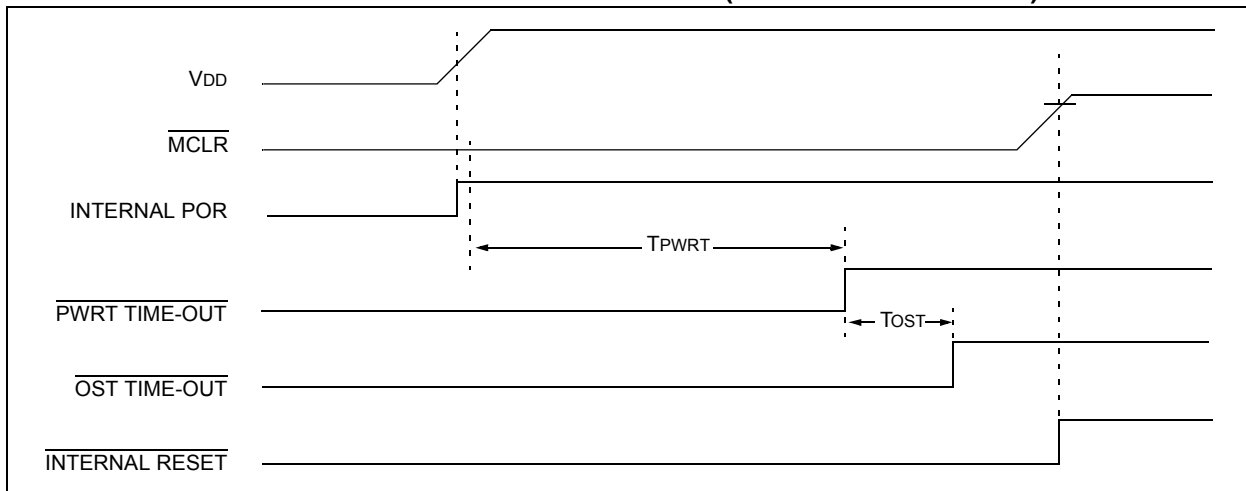 VDD
MCLR
INTERNAL POR
TPWRT
PWRT TIME-OUT
TOST
OST TIME-OUT
INTERNAL RESET